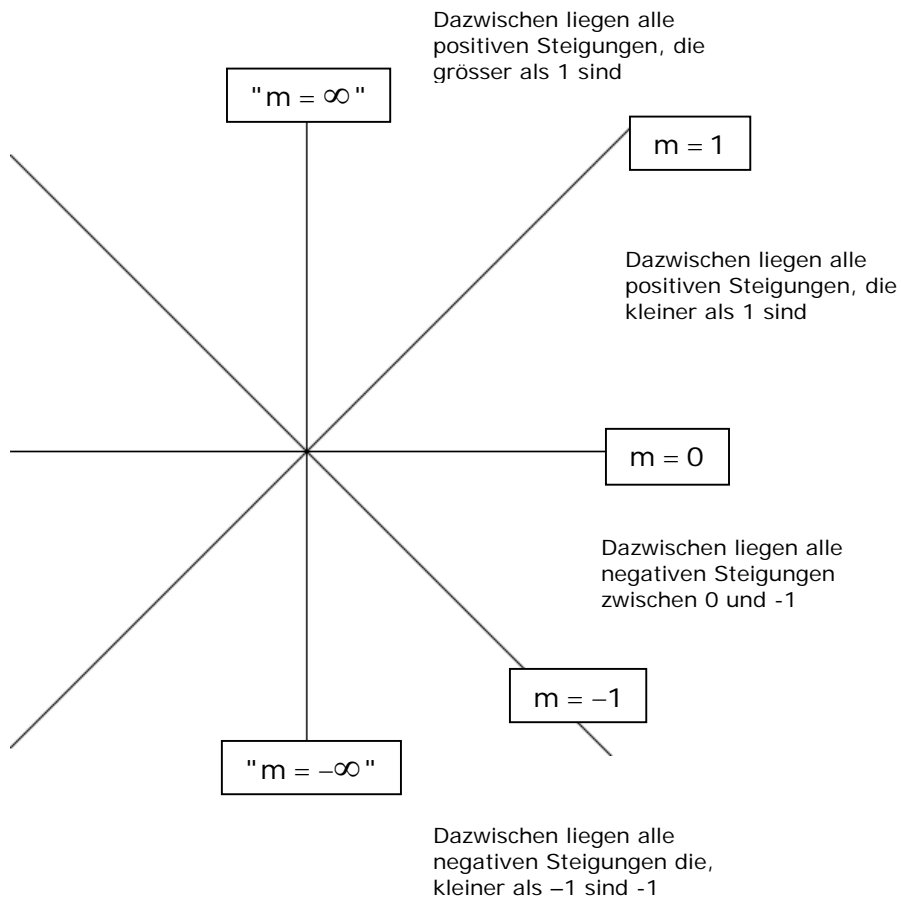 Dazwischen liegen alle
positiven Steigungen, die
grösser als 1 sind
"m = ∞"
m = 1
Dazwischen liegen alle
positiven Steigungen, die
kleiner als 1 sind
m = 0
Dazwischen liegen alle
negativen Steigungen
zwischen 0 und -1
m = –1
"m = –∞"
Dazwischen liegen alle
negativen Steigungen die,
kleiner als –1 sind -1